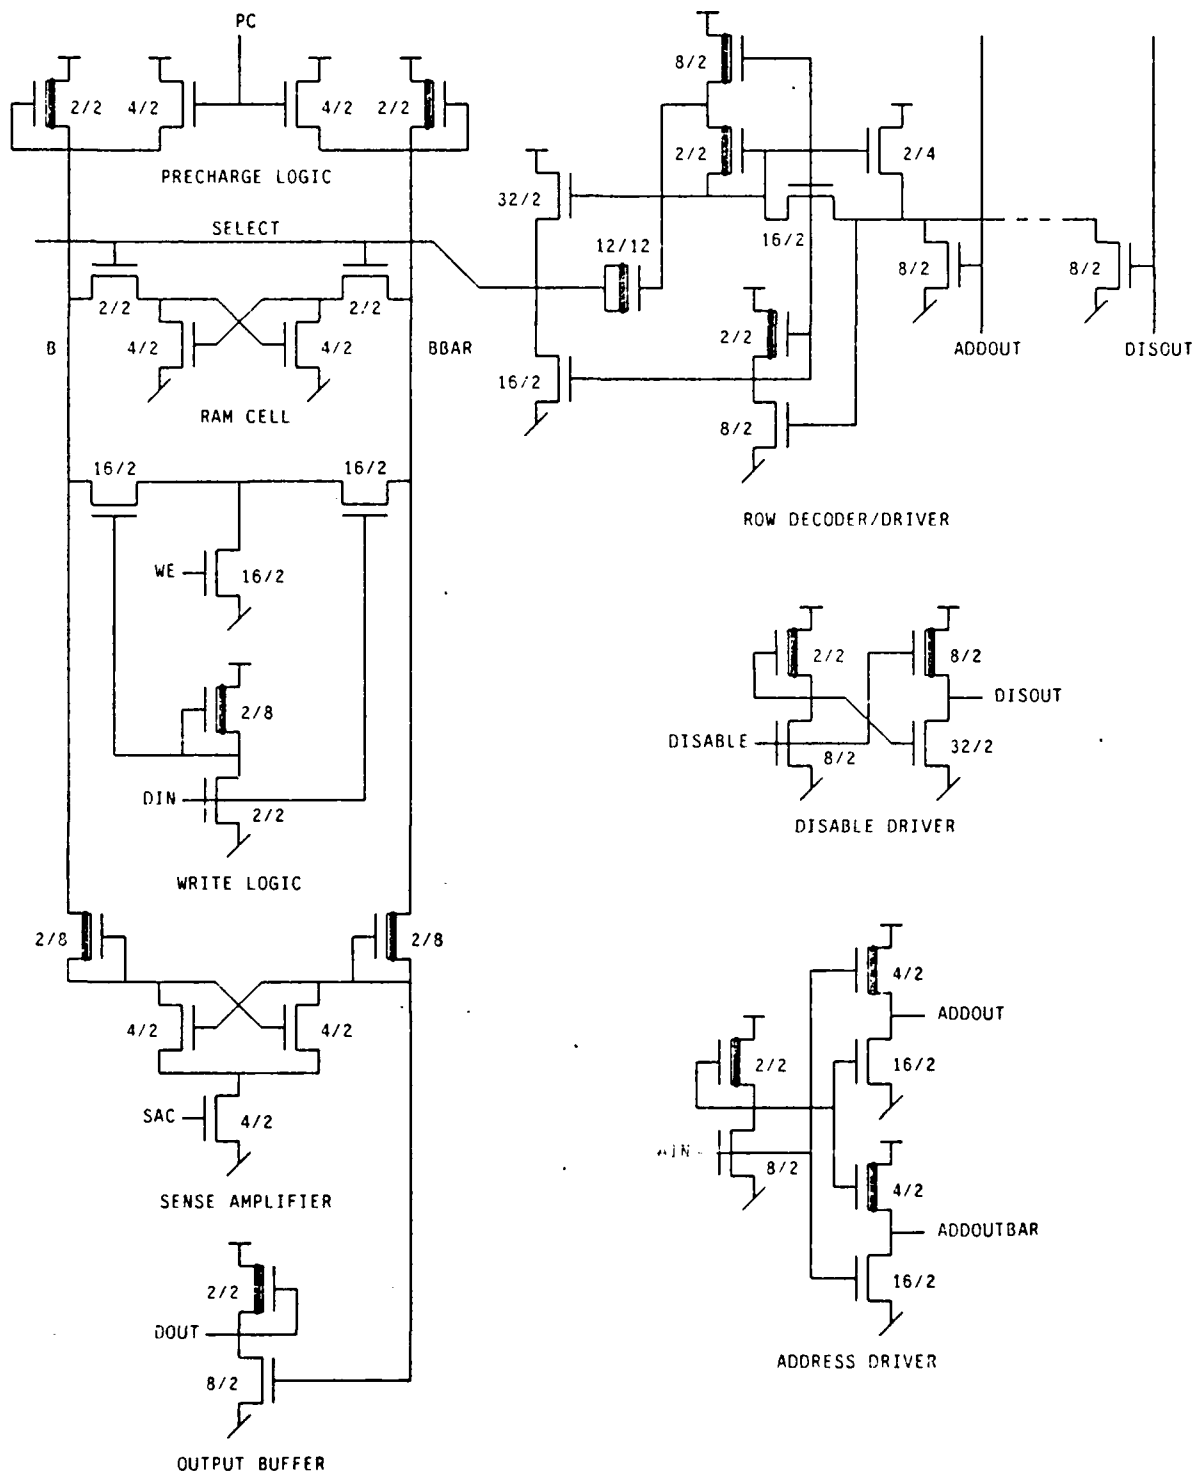 PC
2/2
4/2
4/2
2/2
PRECHARGE LOGIC
SELECT
2/2
2/2
B
4/2
4/2
BBAR
RAM CELL
16/2
16/2
WE
16/2
2/8
DIN
2/2
WRITE LOGIC
2/8
2/8
4/2
4/2
SAC
4/2
SENSE AMPLIFIER
2/2
DOUT
8/2
OUTPUT BUFFER
8/2
2/2
2/4
32/2
12/12
16/2
8/2
8/2
2/2
ADDOUT
DISOUT
16/2
8/2
ROW DECODER/DRIVER
2/2
8/2
DISOUT
DISABLE
8/2
32/2
DISABLE DRIVER
4/2
ADDOUT
2/2
16/2
AIN
8/2
4/2
ADDOUTBAR
16/2
ADDRESS DRIVER